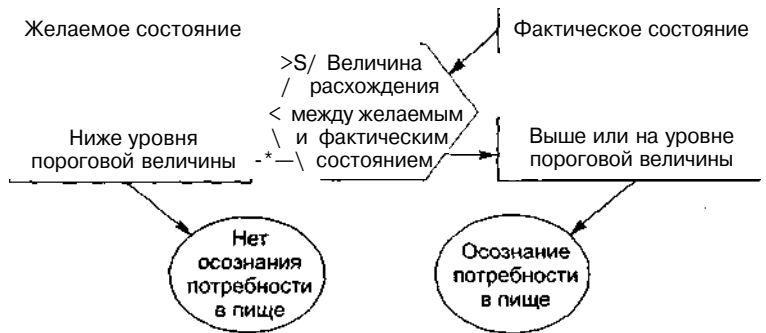 Желаемое состояние
Фактическое состояние
>S/ Величина
/ расхождения
< между желаемым
\ и фактическим
-*—\ состоянием
Ниже уровня
пороговой величины
Выше или на уровне
пороговой величины
Нет
осознания
потребности
в пище
Осознание
потребности
в пище